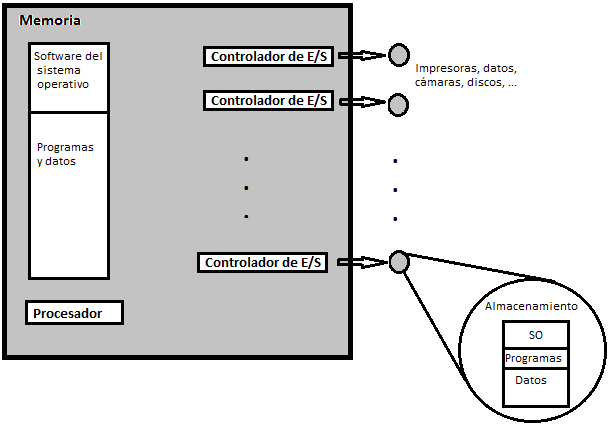 Memoria
Software del
sistema
operativo
Programas
y datos
Procesador
Controlador de E/S
Controlador de E/S
Controlador de E/S
Impresoras, datos,
cámaras, discos, ...
Almacenamiento
SO
Programas
Datos